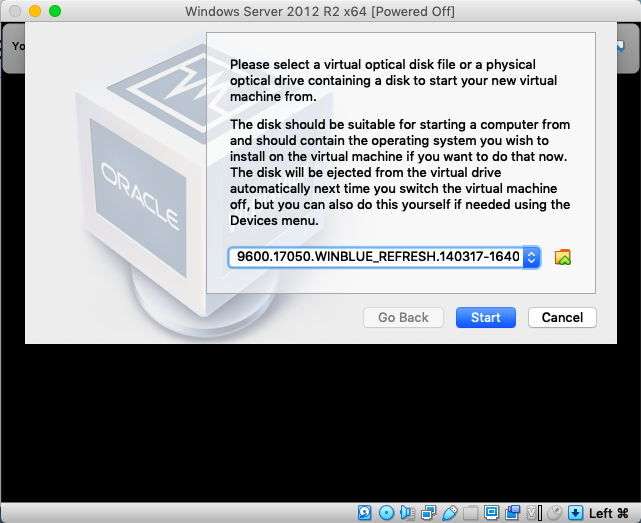 Windows Server 2012 R2 x64 [Powered Off]
Yo
Please select a virtual optical disk file or a physical
optical drive containing a disk to start your new virtual
machine from.
The disk should be suitable for starting a computer from
and should contain the operating system you wish to
install on the virtual machine if you want to do that now.
The disk will be ejected from the virtual drive
automatically next time you switch the virtual machine
off, but you can also do this yourself if needed using the
Devices menu.
ORACLE
9600.17050.WINBLUE_REFRESH.140317-1640
Go Back
Start
Cancel
Left ⌘